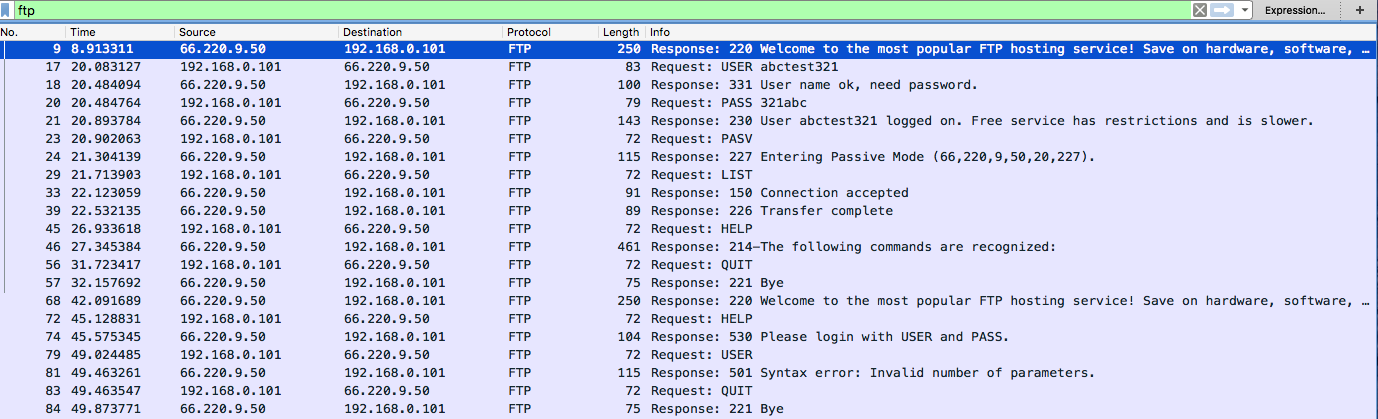 ftp Expression... +
No. Time Source Destination Protocol Length Info
9 8.913311 66.220.9.50 192.168.0.101 FTP 250 Response: 220 Welcome to the most popular FTP hosting service! Save on hardware, software, …
17 20.083127 192.168.0.101 66.220.9.50 FTP 83 Request: USER abctest321
18 20.484094 66.220.9.50 192.168.0.101 FTP 100 Response: 331 User name ok, need password.
20 20.484764 192.168.0.101 66.220.9.50 FTP 79 Request: PASS 321abc
21 20.893784 66.220.9.50 192.168.0.101 FTP 143 Response: 230 User abctest321 logged on. Free service has restrictions and is slower.
23 20.902063 192.168.0.101 66.220.9.50 FTP 72 Request: PASV
24 21.304139 66.220.9.50 192.168.0.101 FTP 115 Response: 227 Entering Passive Mode (66,220,9,50,20,227).
29 21.713903 192.168.0.101 66.220.9.50 FTP 72 Request: LIST
33 22.123059 66.220.9.50 192.168.0.101 FTP 91 Response: 150 Connection accepted
39 22.532135 66.220.9.50 192.168.0.101 FTP 89 Response: 226 Transfer complete
45 26.933618 192.168.0.101 66.220.9.50 FTP 72 Request: HELP
46 27.345384 66.220.9.50 192.168.0.101 FTP 461 Response: 214-The following commands are recognized:
56 31.723417 192.168.0.101 66.220.9.50 FTP 72 Request: QUIT
57 32.157692 66.220.9.50 192.168.0.101 FTP 75 Response: 221 Bye
68 42.091689 66.220.9.50 192.168.0.101 FTP 250 Response: 220 Welcome to the most popular FTP hosting service! Save on hardware, software, …
72 45.128831 192.168.0.101 66.220.9.50 FTP 72 Request: HELP
74 45.575345 66.220.9.50 192.168.0.101 FTP 104 Response: 530 Please login with USER and PASS.
79 49.024485 192.168.0.101 66.220.9.50 FTP 72 Request: USER
81 49.463261 66.220.9.50 192.168.0.101 FTP 115 Response: 501 Syntax error: Invalid number of parameters.
83 49.463547 192.168.0.101 66.220.9.50 FTP 72 Request: QUIT
84 49.873771 66.220.9.50 192.168.0.101 FTP 75 Response: 221 Bye